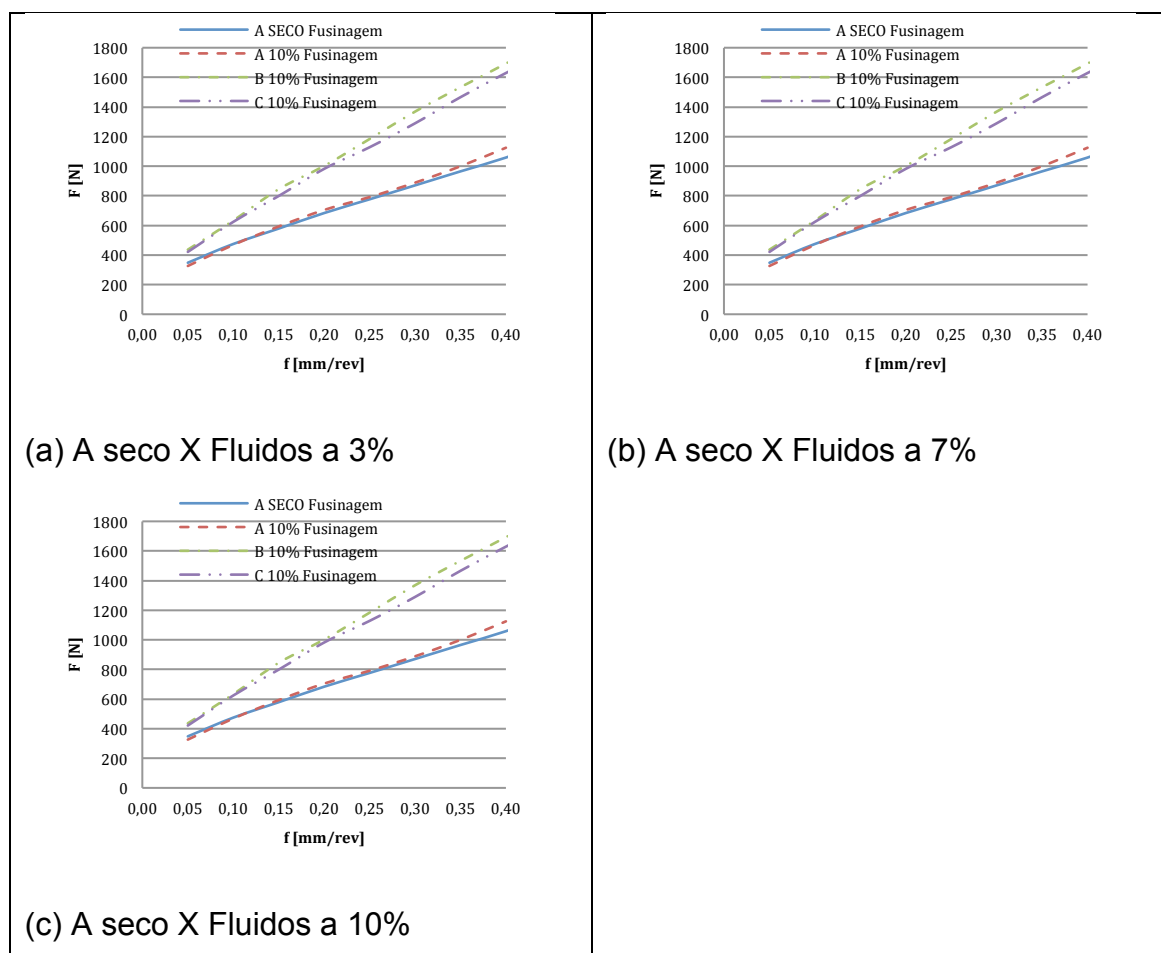 A SECO Fusinagem
A 10% Fusinagem
B 10% Fusinagem
C 10% Fusinagem
1800
1600
1400
1200
1000
800
600
400
200
0
F [N]
0,00 0,05 0,10 0,15 0,20 0,25 0,30 0,35 0,40
f [mm/rev]
(a) A seco X Fluidos a 3%
A SECO Fusinagem
A 10% Fusinagem
B 10% Fusinagem
C 10% Fusinagem
1800
1600
1400
1200
1000
800
600
400
200
0
F [N]
0,00 0,05 0,10 0,15 0,20 0,25 0,30 0,35 0,40
f [mm/rev]
(b) A seco X Fluidos a 7%
A SECO Fusinagem
A 10% Fusinagem
B 10% Fusinagem
C 10% Fusinagem
1800
1600
1400
1200
1000
800
600
400
200
0
F [N]
0,00 0,05 0,10 0,15 0,20 0,25 0,30 0,35 0,40
f [mm/rev]
(c) A seco X Fluidos a 10%